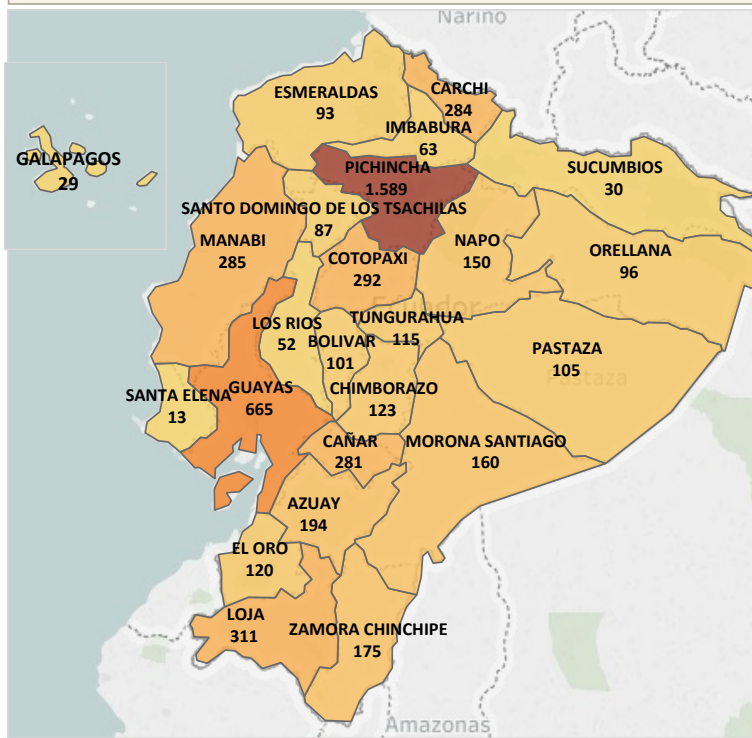 Nariño
ESMERALDAS
93
CARCHI
284
IMBABURA
63
GALAPAGOS
29
PICHINCHA
1.589
SUCUMBIOS
30
SANTO DOMINGO DE LOS TSACHILAS
87
MANABI
285
NAPO
150
ORELLANA
96
COTOPAXI
292
Ecuador
LOS RIOS
52
BOLIVAR
101
TUNGURAHUA
115
PASTAZA
105
Pastaza
SANTA ELENA
13
GUAYAS
665
CHIMBORAZO
123
CAÑAR
281
MORONA SANTIAGO
160
AZUAY
194
EL ORO
120
LOJA
311
ZAMORA CHINCHIPE
175
Amazonas